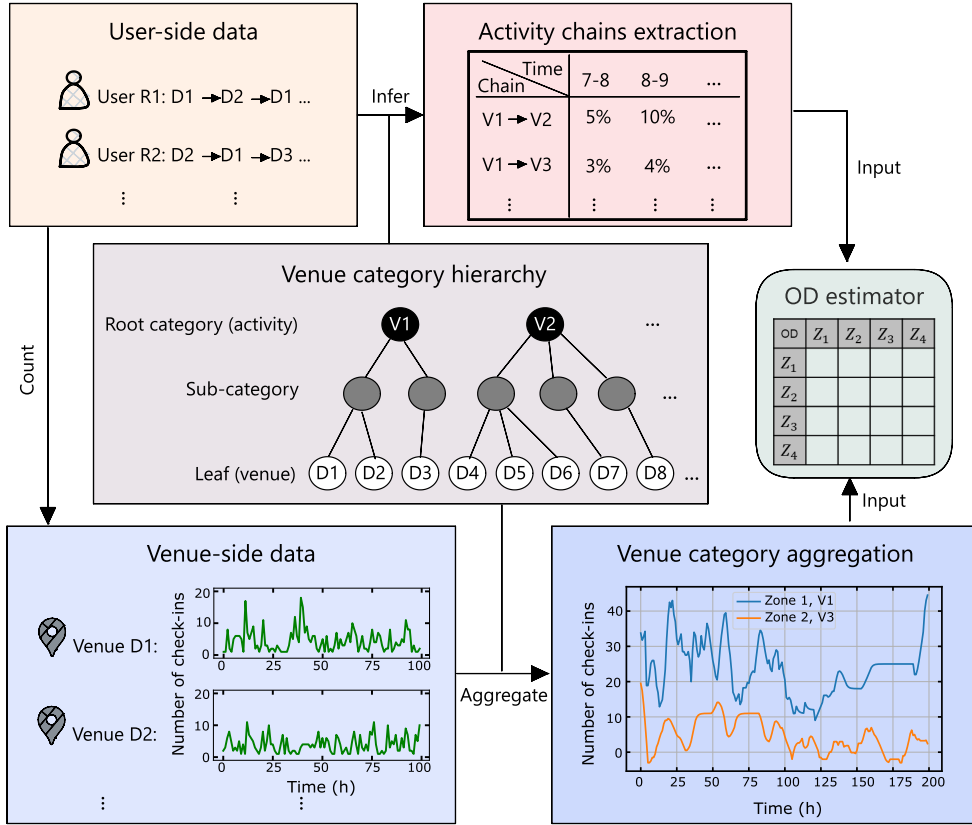 User-side data
User R1: D1 → D2 → D1 ...
User R2: D2 → D1 → D3 ...
⋮ ⋮
Infer
Activity chains extraction
Time
Chain
7-8 8-9 ...
V1 → V2 5% 10% ...
V1 → V3 3% 4% ...
⋮ ⋮ ⋮ ⋮
Input
Count
Venue category hierarchy
Root category (activity) V1 V2 ...
Sub-category ...
Leaf (venue) D1 D2 D3 D4 D5 D6 D7 D8 ...
OD estimator
OD Z1 Z2 Z3 Z4
Z1
Z2
Z3
Z4
Input
Venue-side data
Venue D1:
Venue D2:
⋮ ⋮
Number of check-ins
20
10
0
0 25 50 75 100
20
10
0
0 25 50 75 100
Time (h)
Aggregate
Venue category aggregation
Zone 1, V1
Zone 2, V3
Number of check-ins
40
30
20
10
0
0 25 50 75 100 125 150 175 200
Time (h)